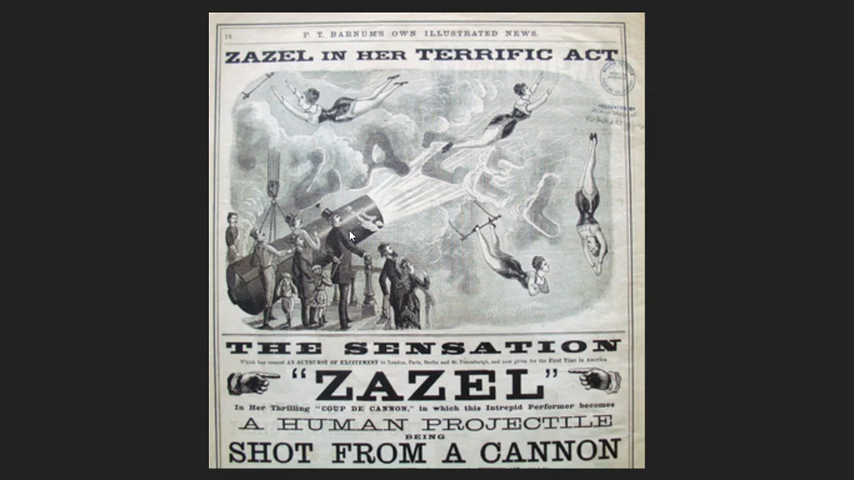 24 P. T. BARNUM'S OWN ILLUSTRATED NEWS.
ZAZEL IN HER TERRIFIC ACT
ZAZEL
THE SENSATION
Which has created AN OUTBURST OF EXCITEMENT in London, Paris, Berlin and St. Petersburgh, and now given for the First Time in America
"ZAZEL"
In Her Thrilling "COUP DE CANNON," in which this Intrepid Performer becomes
A HUMAN PROJECTILE
BEING
SHOT FROM A CANNON